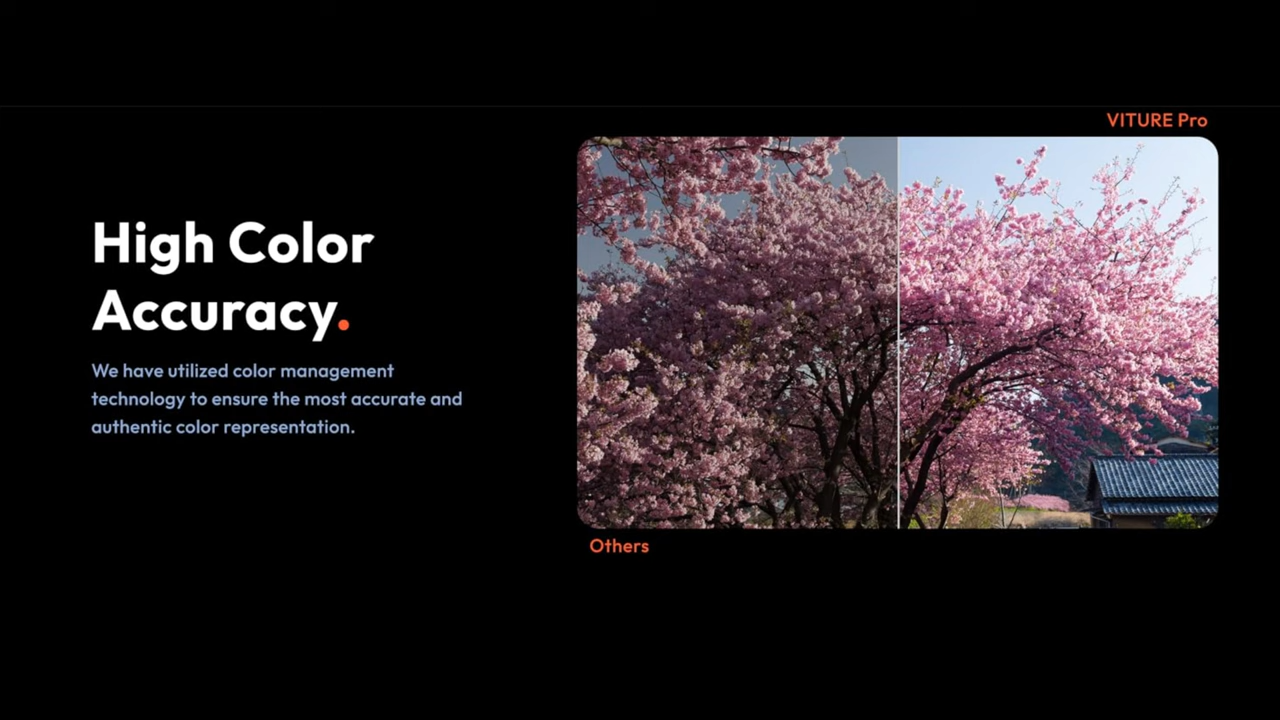 VITURE Pro
High Color
Accuracy.
We have utilized color management
technology to ensure the most accurate and
authentic color representation.
Others